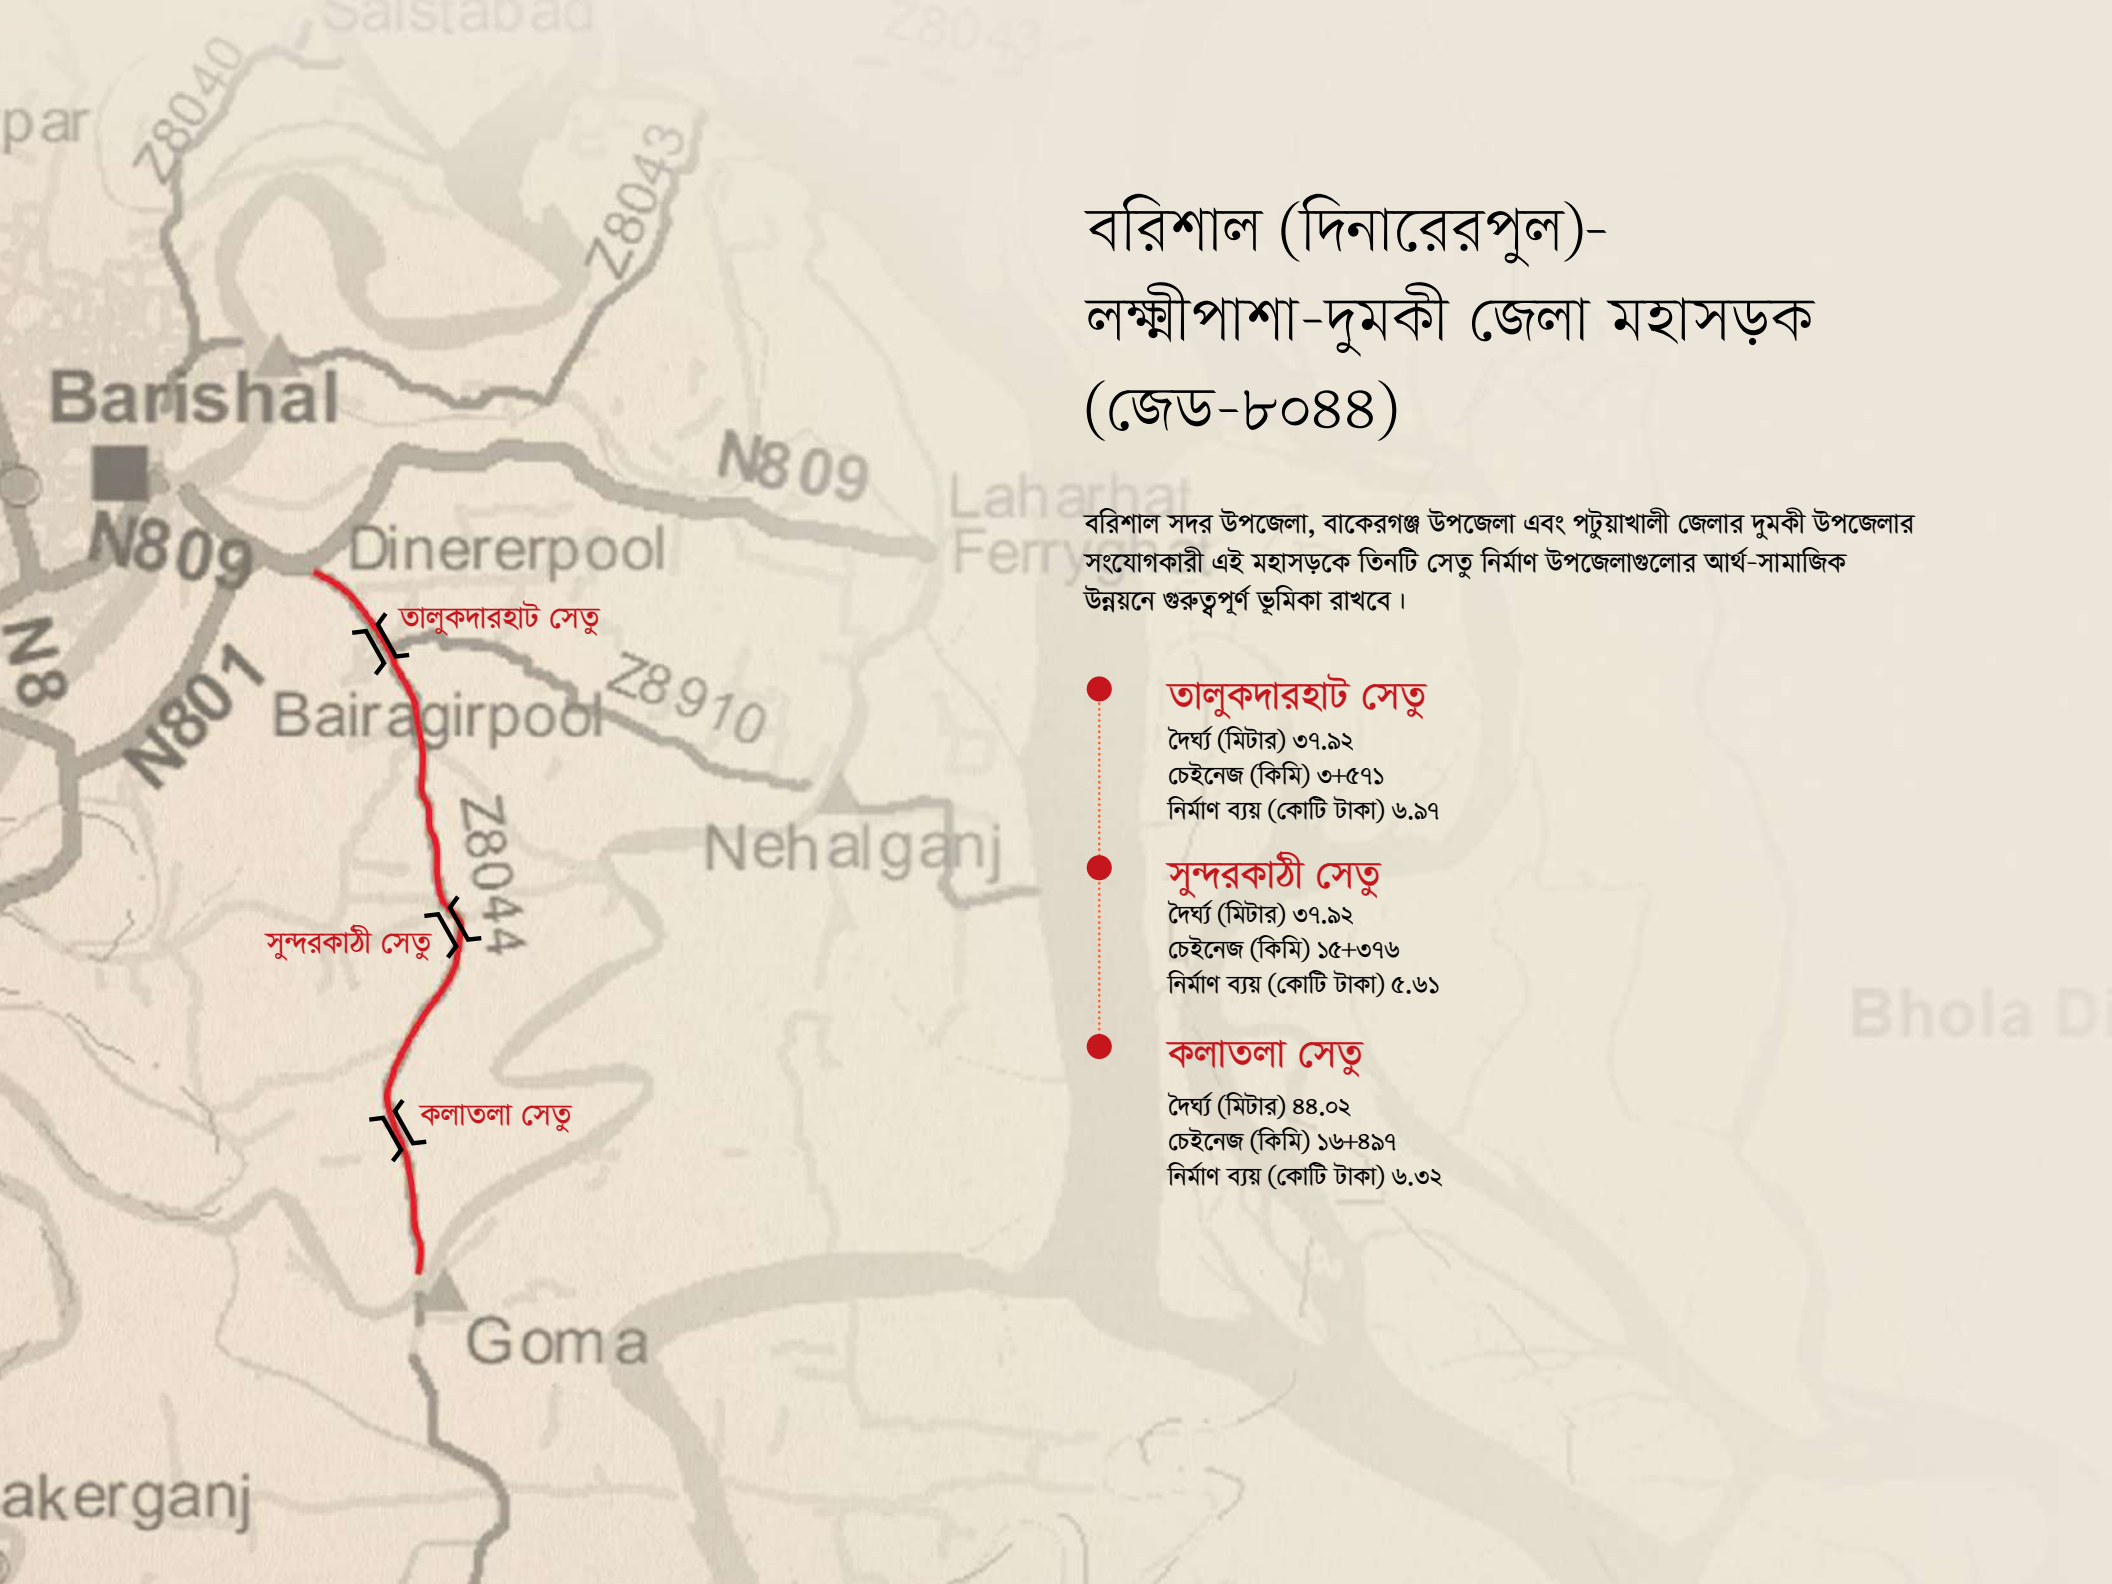 Saistabad
Z8043
Z8040
par
Z8043
Barishal
N809
N809
Dinererpool
Laharhat
Ferryghat
N8
N801
তালুকদারহাট সেতু
Z8910
Bairagirpool
Z8044
Nehalganj
সুন্দরকাঠী সেতু
কলাতলা সেতু
Goma
akerganj
Bhola Di
বরিশাল (দিনারেরপুল)-
লক্ষ্মীপাশা-দুমকী জেলা মহাসড়ক
(জেড-৮০৪৪)
বরিশাল সদর উপজেলা, বাকেরগঞ্জ উপজেলা এবং পটুয়াখালী জেলার দুমকী উপজেলার
সংযোগকারী এই মহাসড়কে তিনটি সেতু নির্মাণ উপজেলাগুলোর আর্থ-সামাজিক
উন্নয়নে গুরুত্বপূর্ণ ভূমিকা রাখবে।
তালুকদারহাট সেতু
দৈর্ঘ্য (মিটার) ৩৭.৯২
চেইনেজ (কিমি) ৩+৫৭১
নির্মাণ ব্যয় (কোটি টাকা) ৬.৯৭
সুন্দরকাঠী সেতু
দৈর্ঘ্য (মিটার) ৩৭.৯২
চেইনেজ (কিমি) ১৫+৩৭৬
নির্মাণ ব্যয় (কোটি টাকা) ৫.৬১
কলাতলা সেতু
দৈর্ঘ্য (মিটার) ৪৪.০২
চেইনেজ (কিমি) ১৬+৪৯৭
নির্মাণ ব্যয় (কোটি টাকা) ৬.৩২